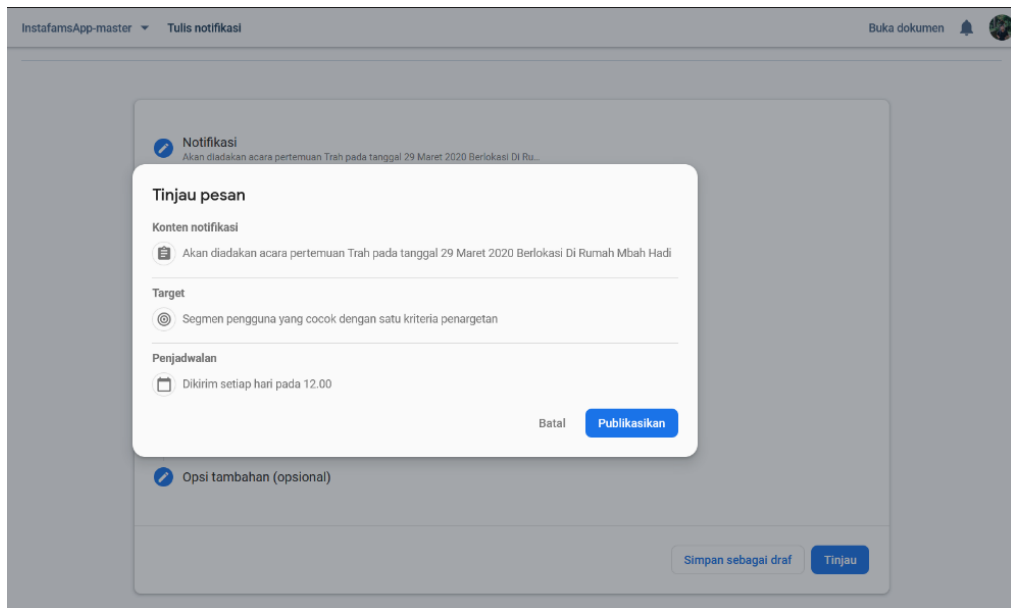 InstafamsApp-master Tulis notifikasi Buka dokumen
Notifikasi
Akan diadakan acara pertemuan Trah pada tanggal 29 Maret 2020 Berlokasi Di Ru...
Tinjau pesan
Konten notifikasi
Akan diadakan acara pertemuan Trah pada tanggal 29 Maret 2020 Berlokasi Di Rumah Mbah Hadi
Target
Segmen pengguna yang cocok dengan satu kriteria penargetan
Penjadwalan
Dikirim setiap hari pada 12.00
Batal Publikasikan
Opsi tambahan (opsional)
Simpan sebagai draf Tinjau